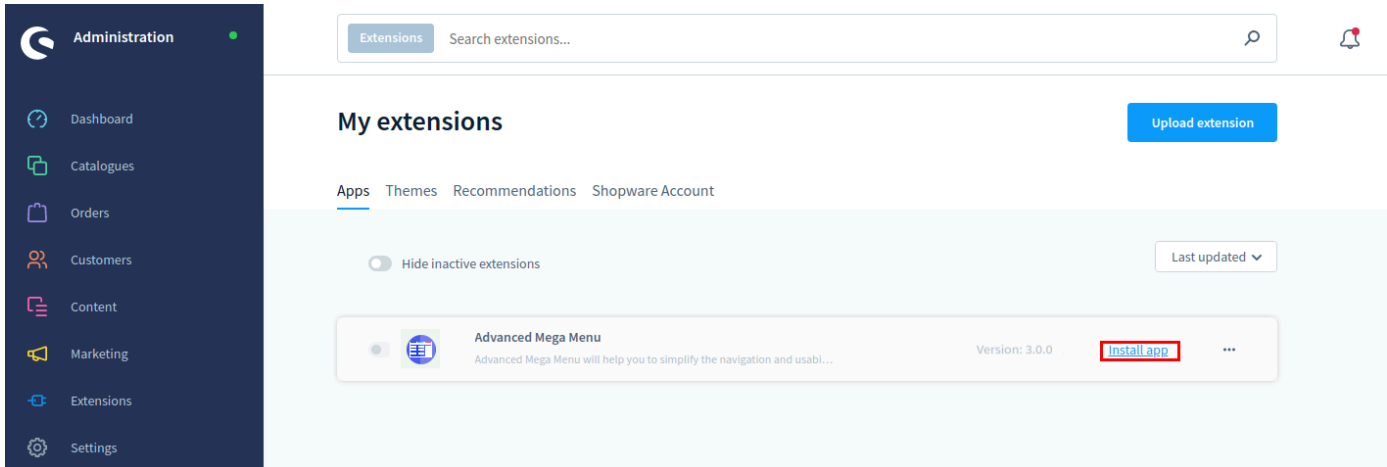 Administration
Dashboard
Catalogues
Orders
Customers
Content
Marketing
Extensions
Settings
Extensions Search extensions...
My extensions
Upload extension
Apps Themes Recommendations Shopware Account
Hide inactive extensions
Last updated
Advanced Mega Menu
Advanced Mega Menu will help you to simplify the navigation and usabi...
Version: 3.0.0
Install app